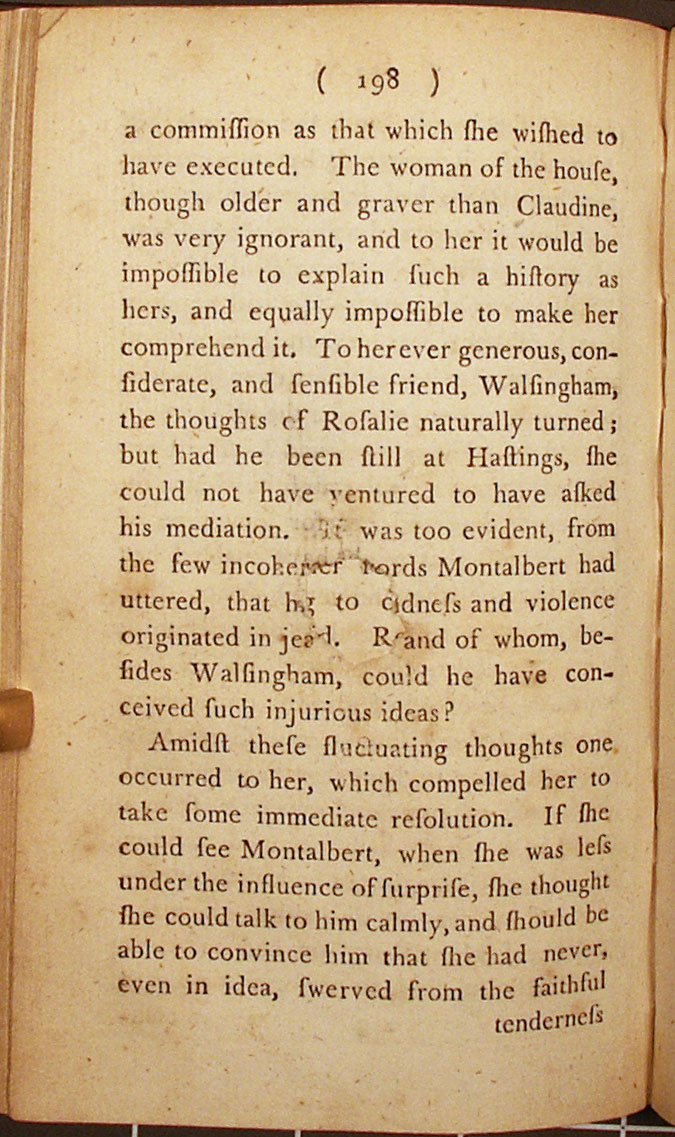 ( 198 )
a commiſſion as that which ſhe wiſhed to
have executed. The woman of the houſe,
though older and graver than Claudine,
was very ignorant, and to her it would be
impoſſible to explain ſuch a hiſtory as
hers, and equally impoſſible to make her
comprehend it. To her ever generous, con-
ſiderate, and ſenſible friend, Walſingham,
the thoughts of Roſalie naturally turned;
but had he been ſtill at Haſtings, ſhe
could not have ventured to have aſked
his mediation. It was too evident, from
the few words Montalbert had
uttered, that to and violence
originated in and of whom, be-
ſides Walſingham, could he have con-
ceived ſuch injurious ideas?
Amidſt theſe fluctuating thoughts one
occurred to her, which compelled her to
take ſome immediate reſolution. If ſhe
could ſee Montalbert, when ſhe was leſs
under the influence of ſurpriſe, ſhe thought
ſhe could talk to him calmly, and ſhould be
able to convince him that ſhe had never,
even in idea, ſwerved from the faithful
tenderneſs